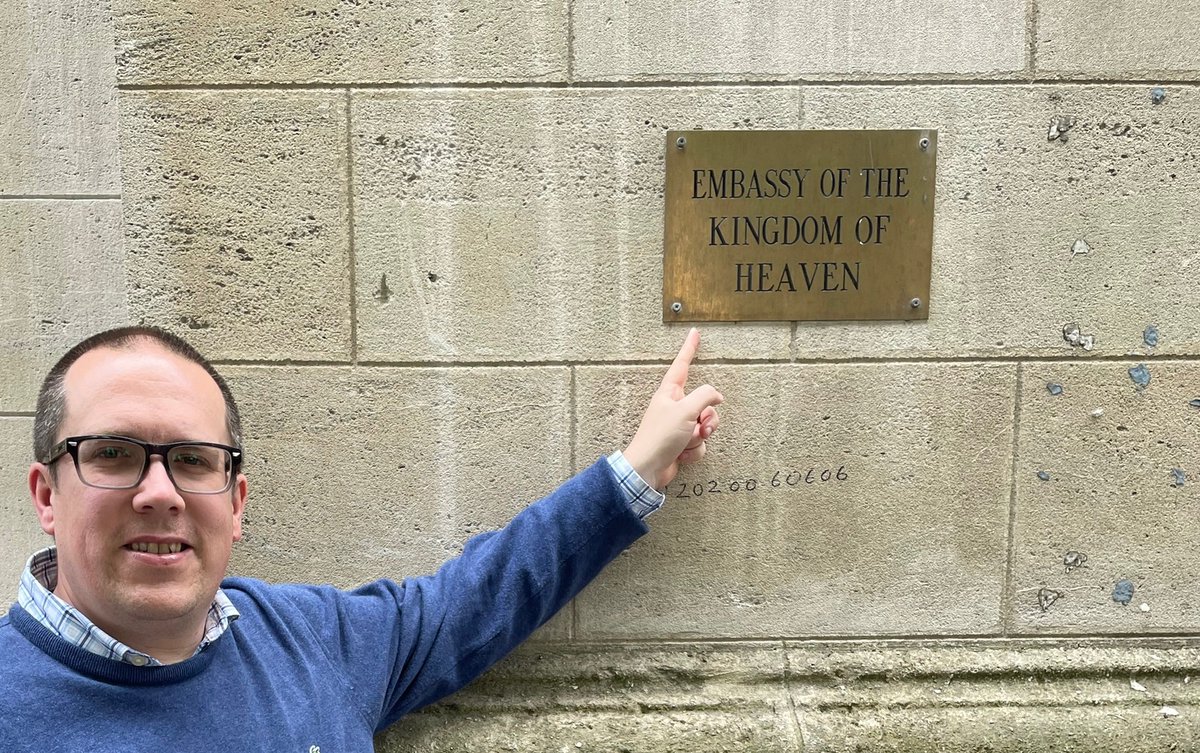 EMBASSY OF THE
KINGDOM OF
HEAVEN
20200 60606